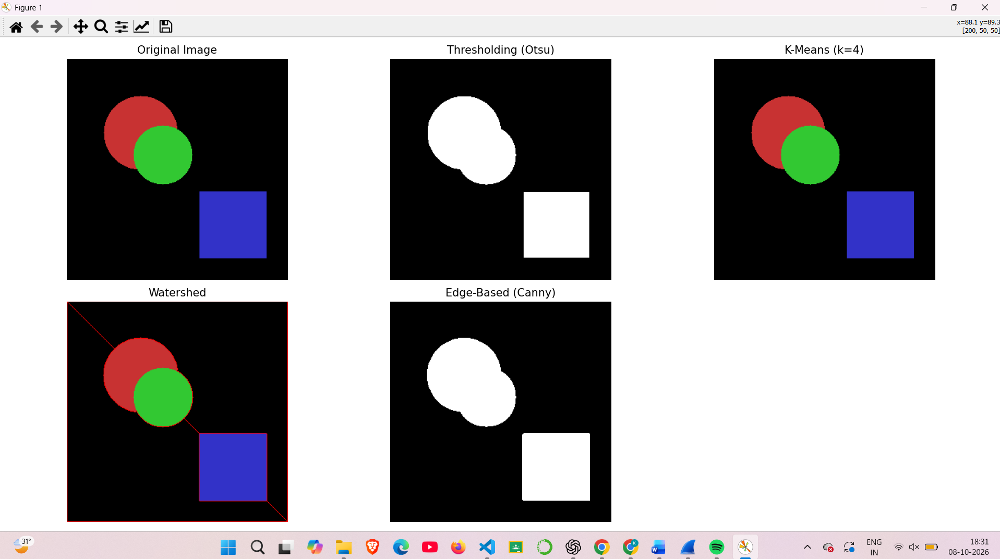 Figure 1
x=88.1 y=89.3
[200, 50, 50]
Original Image
Thresholding (Otsu)
K-Means (k=4)
Watershed
Edge-Based (Canny)
31°
K
W
ENG
IN
18:31
08-10-2026